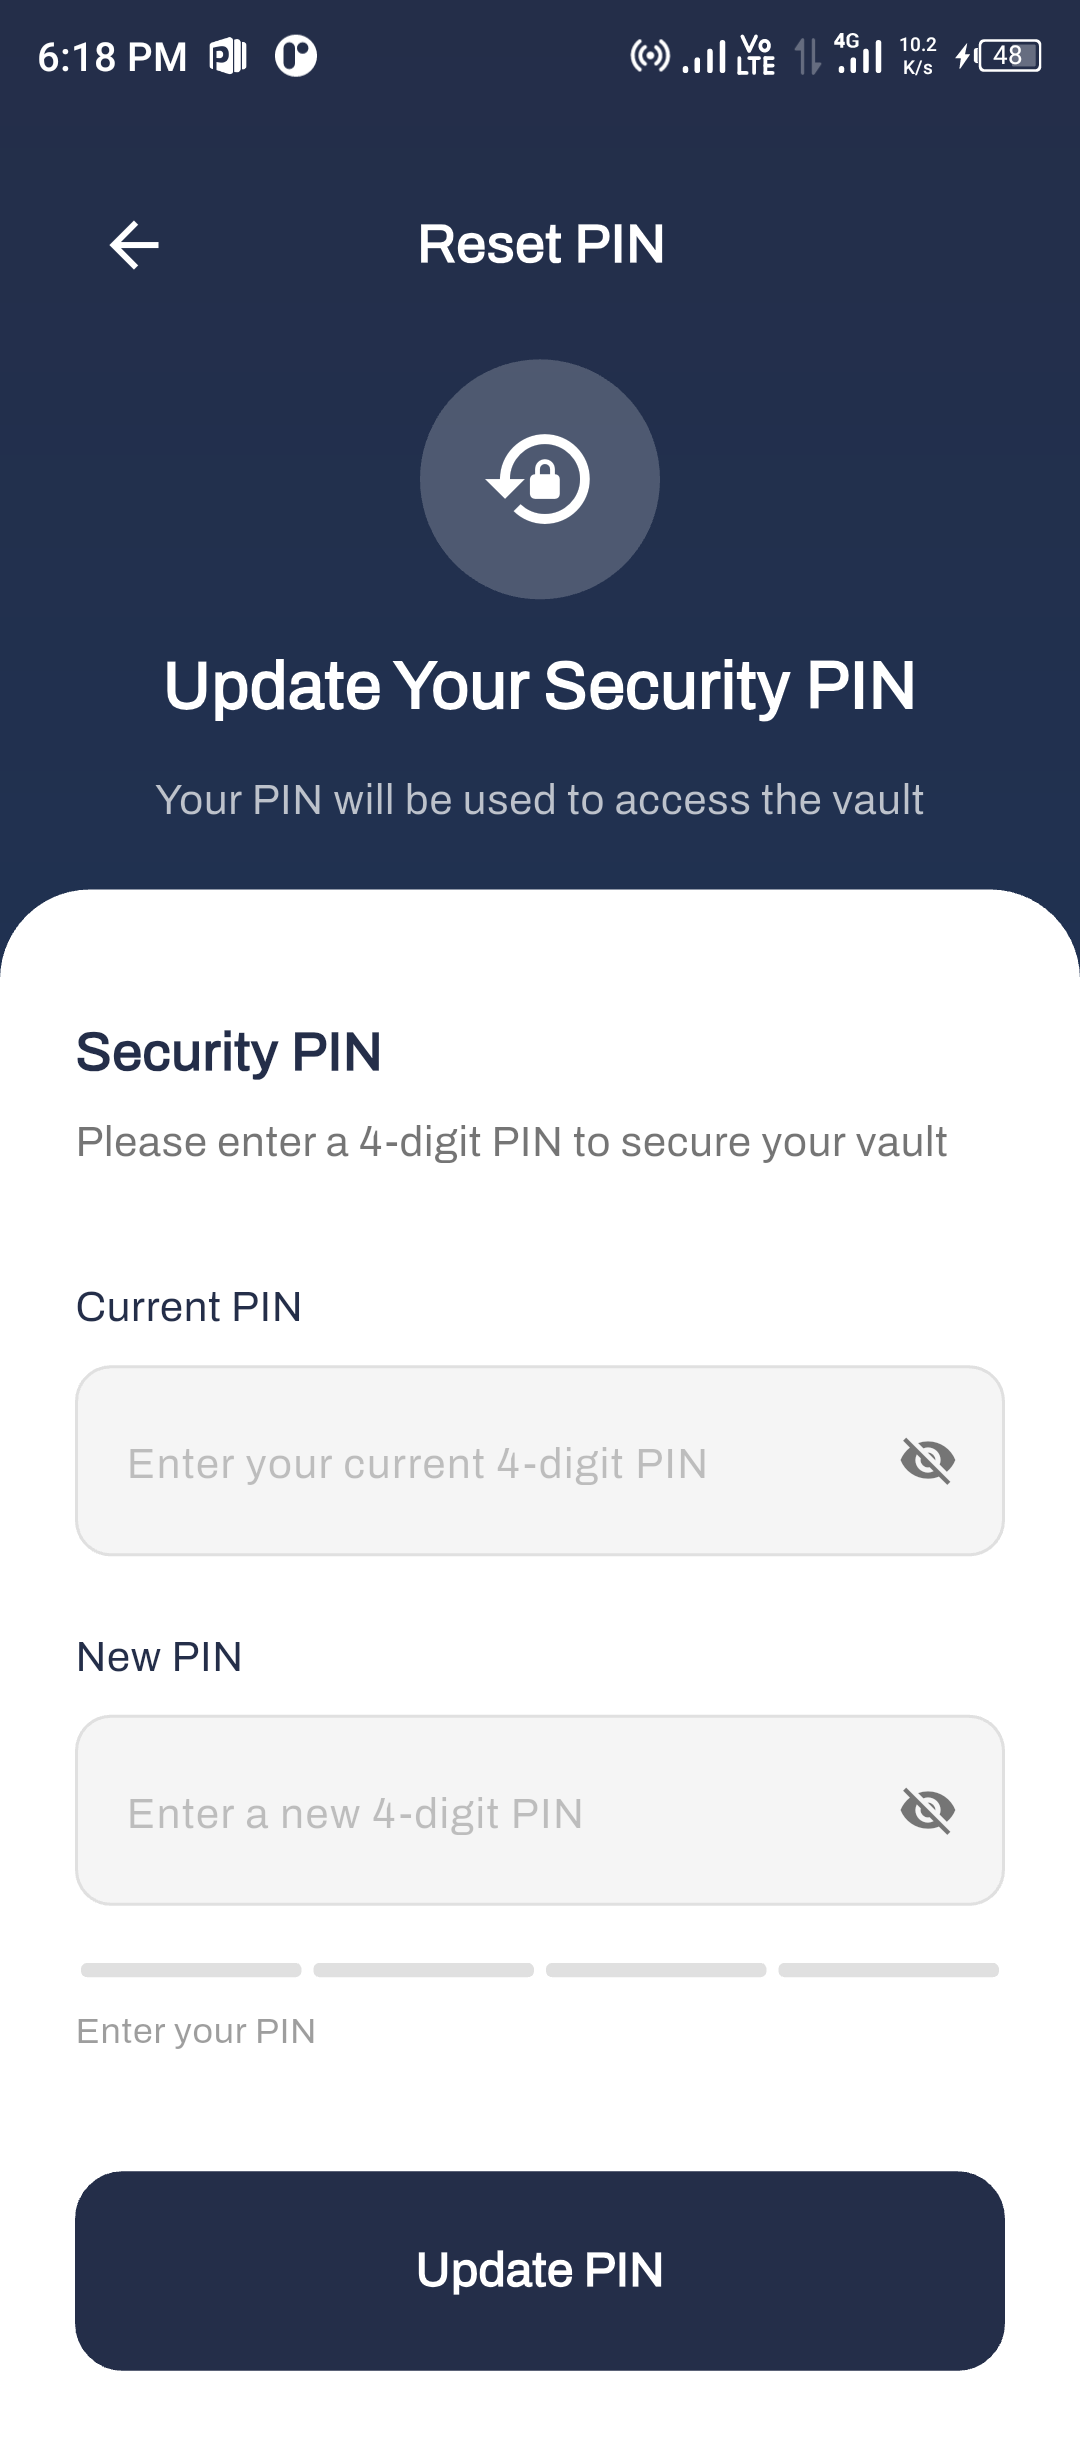 6:18 PM
Vo LTE 4G 10.2 K/s 48
Reset PIN
Update Your Security PIN
Your PIN will be used to access the vault
Security PIN
Please enter a 4-digit PIN to secure your vault
Current PIN
Enter your current 4-digit PIN
New PIN
Enter a new 4-digit PIN
Enter your PIN
Update PIN